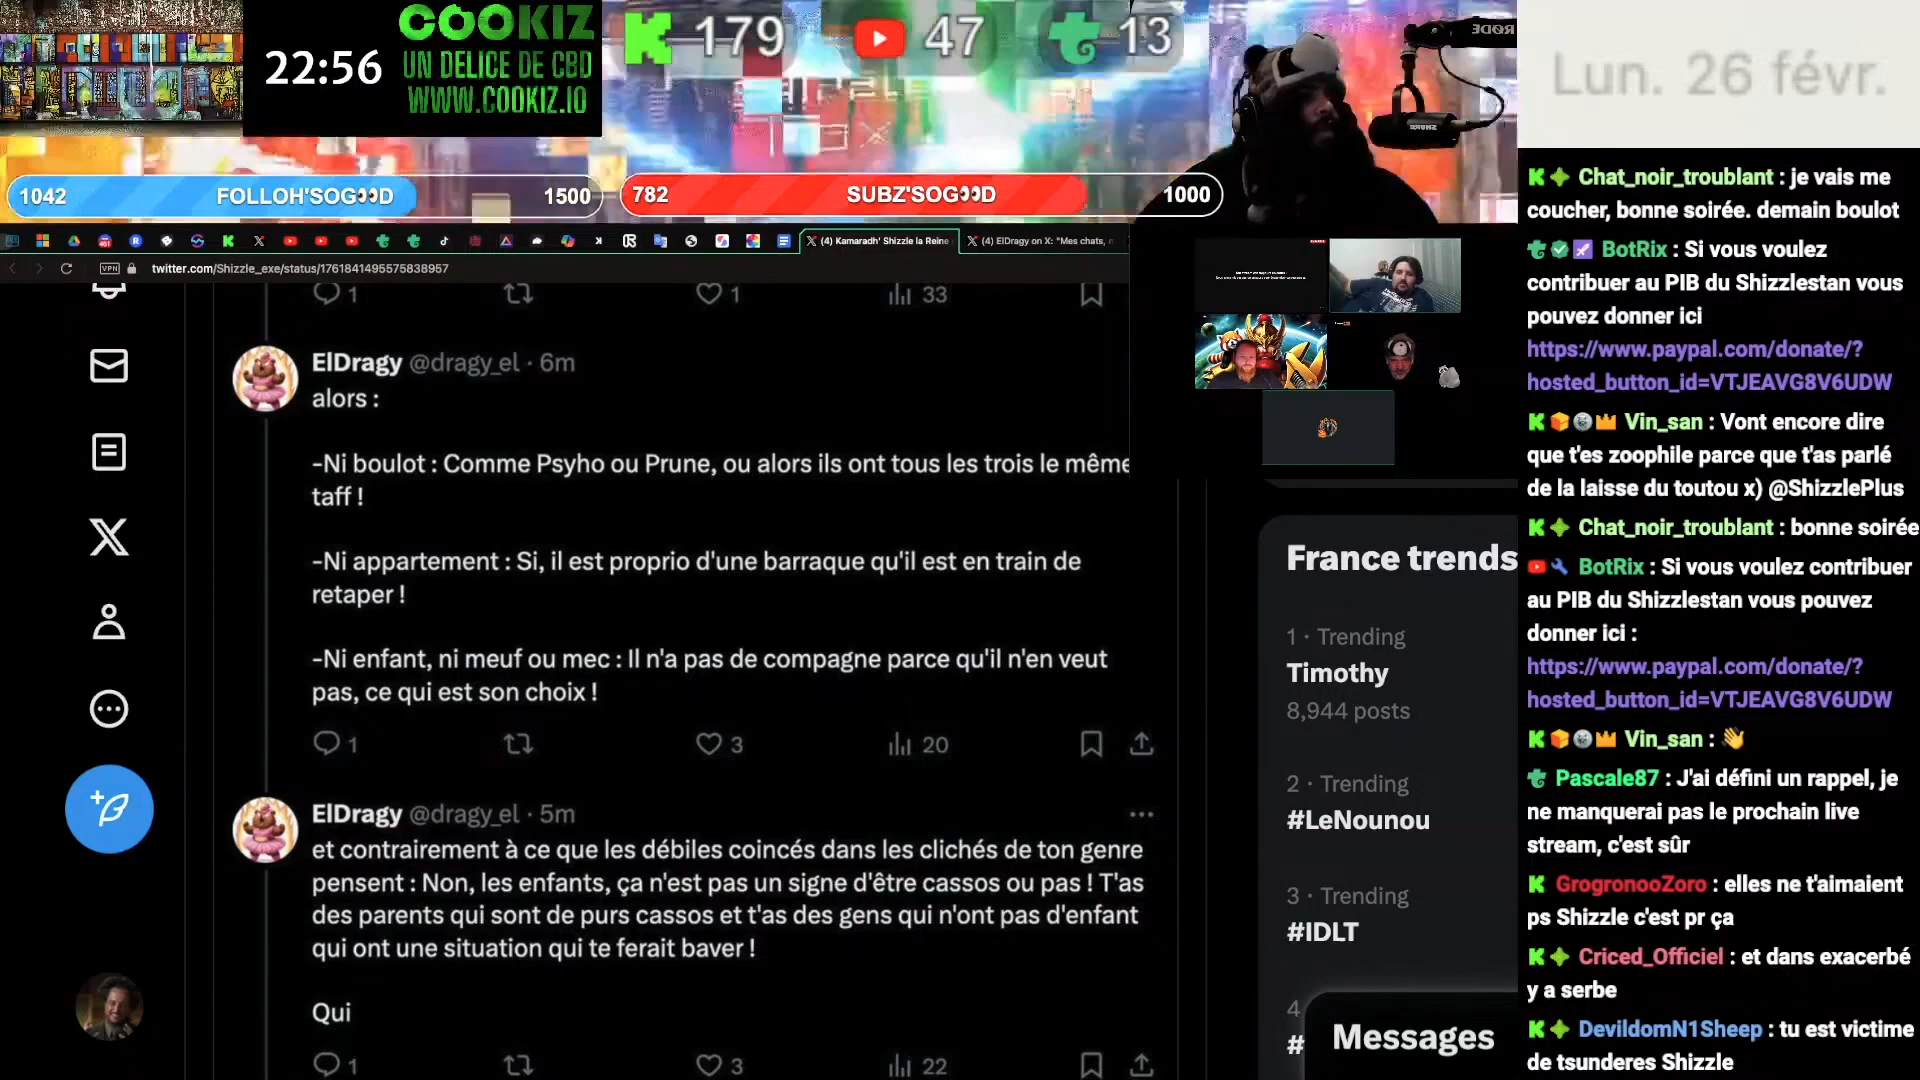 22:56
COOKIZ
UN DELICE DE CBD
WWW.COOKIZ.IO
179
47
13
RØDE
Lun. 26 févr.
1042
FOLLOH'SOG👀D
1500
782
SUBZ'SOG👀D
1000
(4) Kamaradh' Shizzle la Reine
(4) ElDragy on X: "Mes chats,
VPN
twitter.com/Shizzle_exe/status/1761841495575838957
1
1
33
ElDragy @dragy_el · 6m
alors :
-Ni boulot : Comme Psyho ou Prune, ou alors ils ont tous les trois le même
taff !
-Ni appartement : Si, il est proprio d'une barraque qu'il est en train de
retaper !
-Ni enfant, ni meuf ou mec : Il n'a pas de compagne parce qu'il n'en veut
pas, ce qui est son choix !
1
3
20
ElDragy @dragy_el · 5m
et contrairement à ce que les débiles coincés dans les clichés de ton genre
pensent : Non, les enfants, ça n'est pas un signe d'être cassos ou pas ! T'as
des parents qui sont de purs cassos et t'as des gens qui n'ont pas d'enfant
qui ont une situation qui te ferait baver !
Qui
1
3
22
France trends
1 · Trending
Timothy
8,944 posts
2 · Trending
#LeNounou
3 · Trending
#IDLT
4
#
Messages
Chat_noir_troublant : je vais me
coucher, bonne soirée. demain boulot
BotRix : Si vous voulez
contribuer au PIB du Shizzlestan vous
pouvez donner ici
https://www.paypal.com/donate/?
hosted_button_id=VTJEAVG8V6UDW
Vin_san : Vont encore dire
que t'es zoophile parce que t'as parlé
de la laisse du toutou x) @ShizzlePlus
Chat_noir_troublant : bonne soirée
BotRix : Si vous voulez contribuer
au PIB du Shizzlestan vous pouvez
donner ici :
https://www.paypal.com/donate/?
hosted_button_id=VTJEAVG8V6UDW
Vin_san : 👋
Pascale87 : J'ai défini un rappel, je
ne manquerai pas le prochain live
stream, c'est sûr
GrogronooZoro : elles ne t'aimaient
ps Shizzle c'est pr ça
Criced_Officiel : et dans exacerbé
y a serbe
DevildomN1Sheep : tu est victime
de tsunderes Shizzle